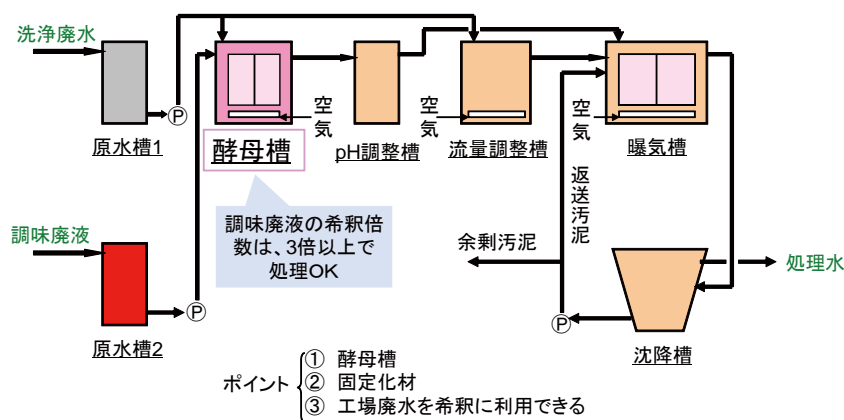 洗浄廃水
原水槽1
P
酵母槽
空気
pH調整槽
空気
流量調整槽
空気
曝気槽
調味廃液の希釈倍
数は、3倍以上で
処理OK
返送汚泥
調味廃液
原水槽2
P
余剰汚泥
処理水
P
沈降槽
ポイント
① 酵母槽
② 固定化材
③ 工場廃水を希釈に利用できる